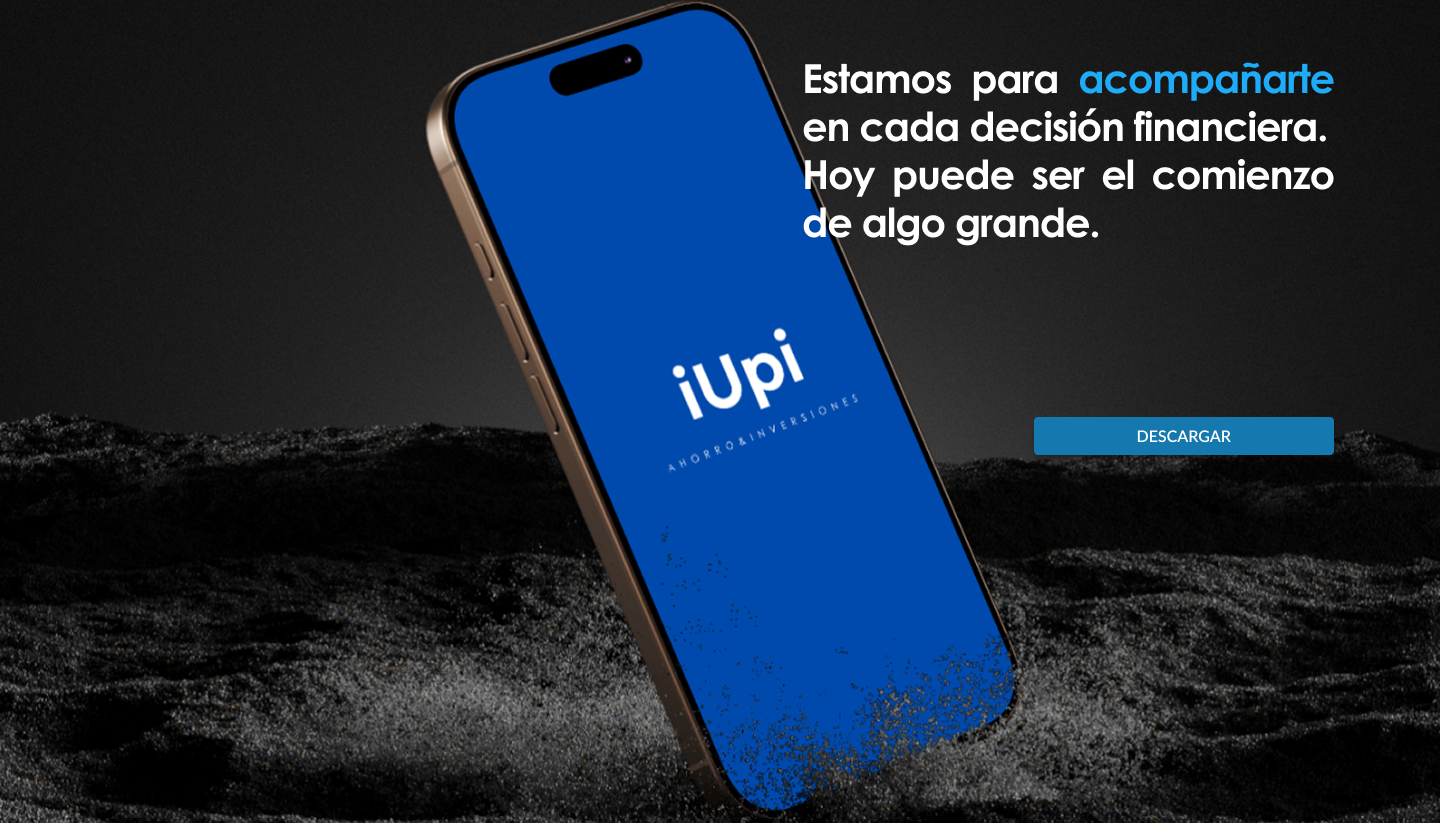 Estamos para acompañarte
en cada decisión financiera.
Hoy puede ser el comienzo
de algo grande.
iUpi
AHORRO&INVERSIONES
DESCARGAR